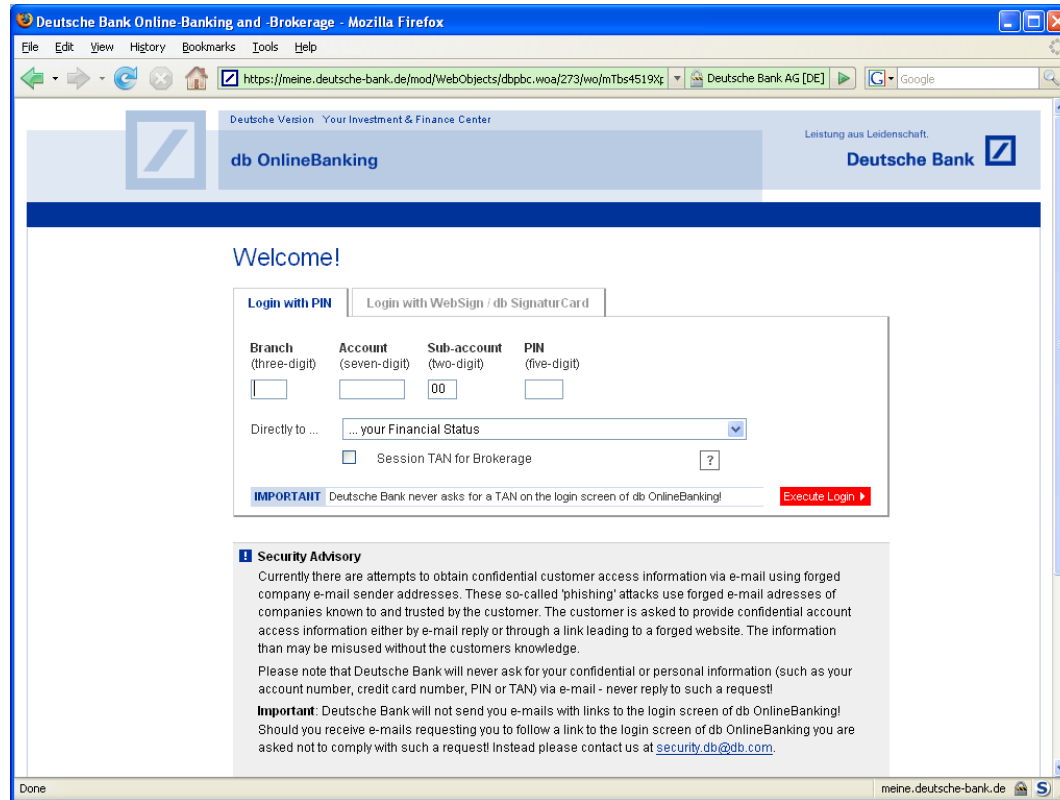 Deutsche Bank Online-Banking and -Brokerage - Mozilla Firefox
File Edit View History Bookmarks Tools Help
https://meine.deutsche-bank.de/mod/WebObjects/dbpbc.woa/273/wo/mTbs4519Xp Deutsche Bank AG [DE] G Google
Deutsche Version Your Investment & Finance Center
Leistung aus Leidenschaft.
db OnlineBanking
Deutsche Bank
Welcome!
Login with PIN Login with WebSign / db SignaturCard
Branch Account Sub-account PIN
(three-digit) (seven-digit) (two-digit) (five-digit)
00
Directly to ... ... your Financial Status
Session TAN for Brokerage ?
IMPORTANT Deutsche Bank never asks for a TAN on the login screen of db OnlineBanking! Execute Login
! Security Advisory
Currently there are attempts to obtain confidential customer access information via e-mail using forged
company e-mail sender addresses. These so-called 'phishing' attacks use forged e-mail adresses of
companies known to and trusted by the customer. The customer is asked to provide confidential account
access information either by e-mail reply or through a link leading to a forged website. The information
than may be misused without the customers knowledge.
Please note that Deutsche Bank will never ask for your confidential or personal information (such as your
account number, credit card number, PIN or TAN) via e-mail - never reply to such a request!
Important: Deutsche Bank will not send you e-mails with links to the login screen of db OnlineBanking!
Should you receive e-mails requesting you to follow a link to the login screen of db OnlineBanking you are
asked not to comply with such a request! Instead please contact us at security.db@db.com.
Done meine.deutsche-bank.de S